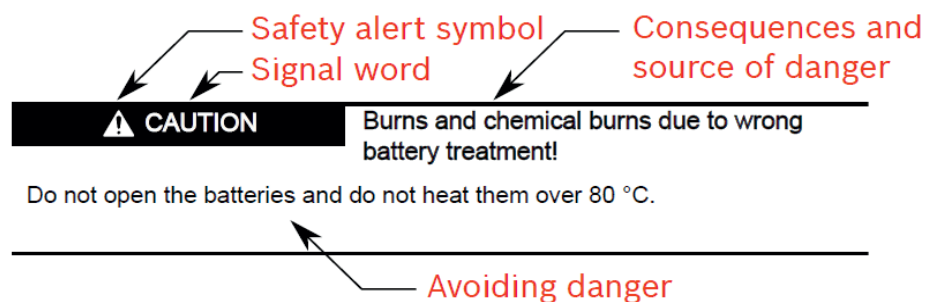 Safety alert symbol
Signal word
Consequences and
source of danger
CAUTION
Burns and chemical burns due to wrong
battery treatment!
Do not open the batteries and do not heat them over 80 °C.
Avoiding danger